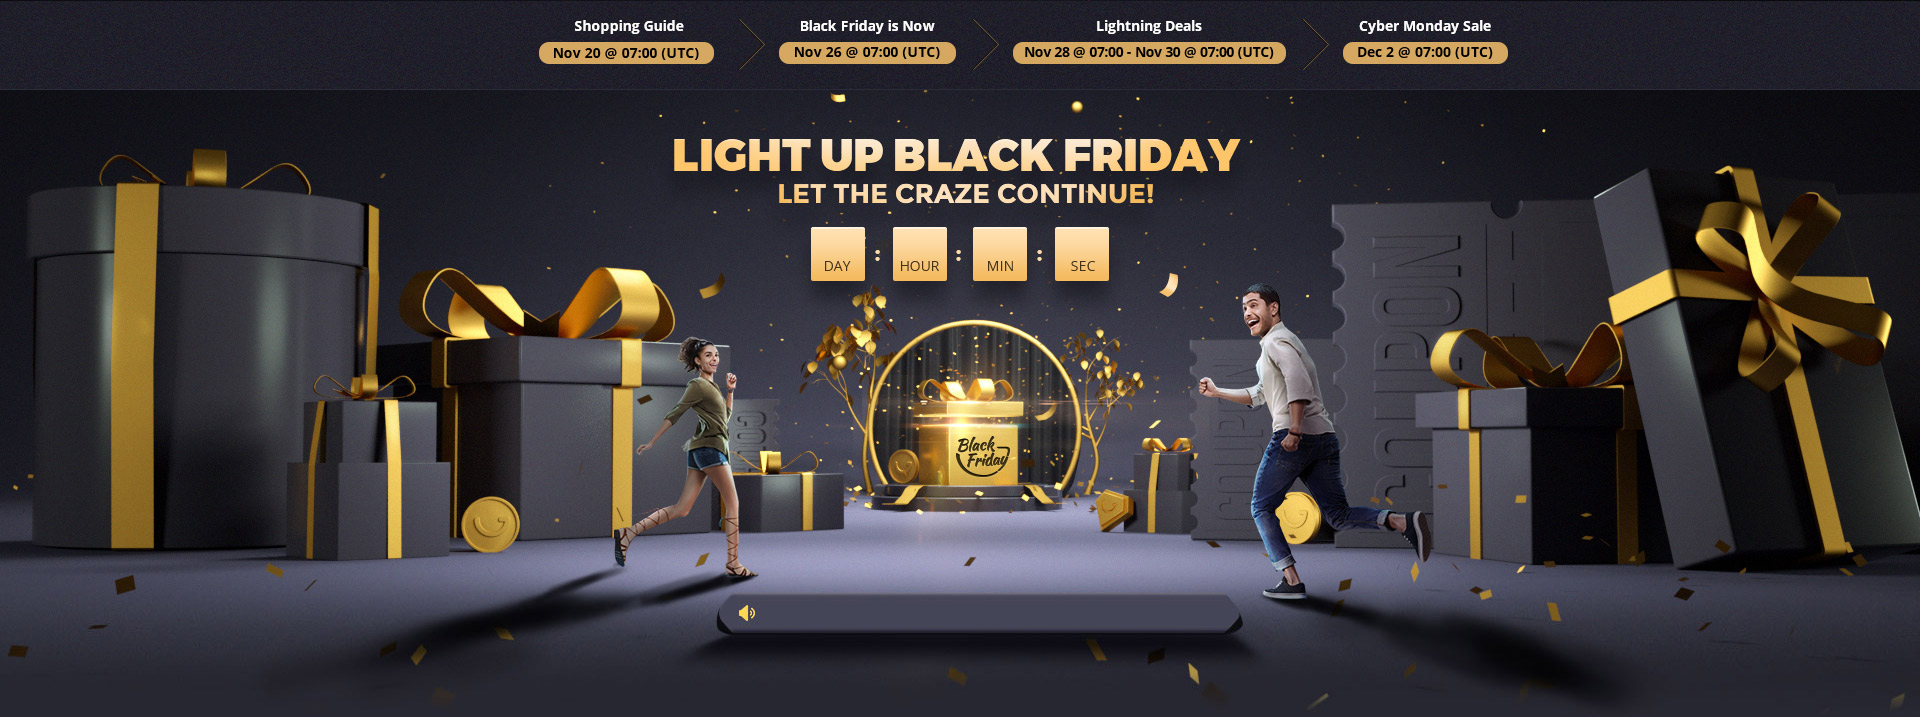 Shopping Guide
Nov 20 @ 07:00 (UTC)
Black Friday is Now
Nov 26 @ 07:00 (UTC)
Lightning Deals
Nov 28 @ 07:00 - Nov 30 @ 07:00 (UTC)
Cyber Monday Sale
Dec 2 @ 07:00 (UTC)
LIGHT UP BLACK FRIDAY
LET THE CRAZE CONTINUE!
DAY : HOUR : MIN : SEC
Black
Friday
COUPON
COUPON